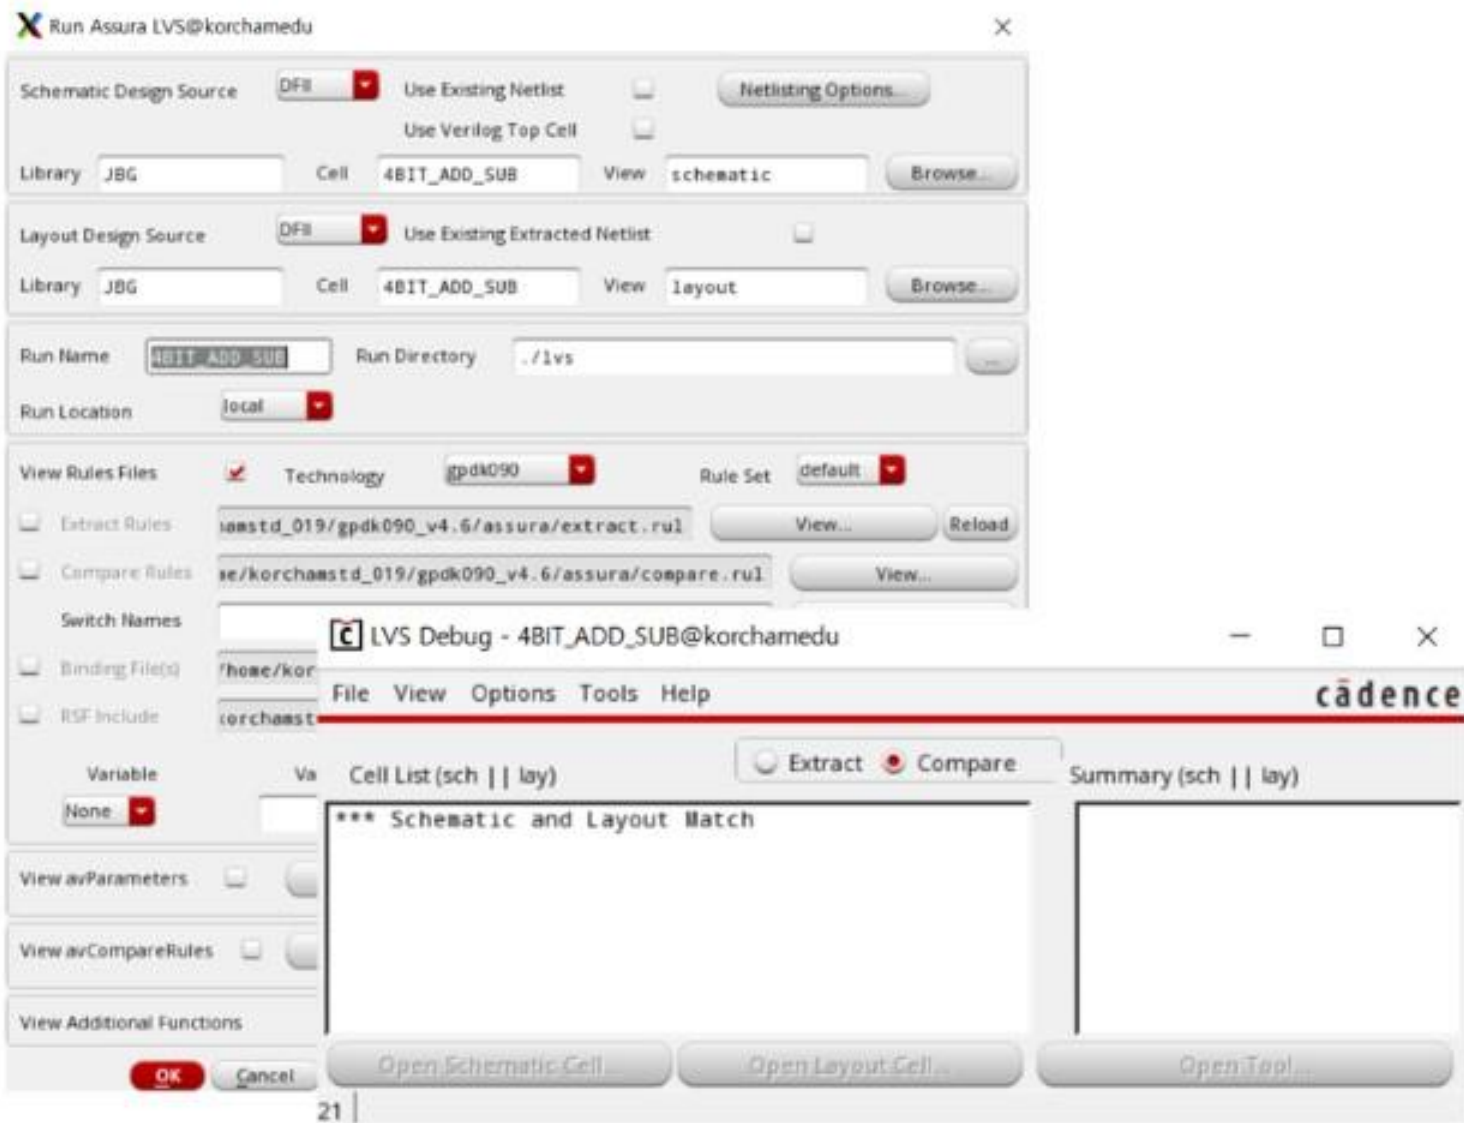 Run Assura LVS@korchamedu
Schematic Design Source DFII Use Existing Netlist Netlisting Options...
Use Verilog Top Cell
Library JBG Cell 4BIT_ADD_SUB View schematic Browse...
Layout Design Source DFII Use Existing Extracted Netlist
Library JBG Cell 4BIT_ADD_SUB View layout Browse...
Run Name 4BIT_ADD_SUB Run Directory ./lvs ...
Run Location local
View Rules Files Technology gpdk090 Rule Set default
Extract Rules hamstd_019/gpdk090_v4.6/assura/extract.rul View... Reload
Compare Rules me/korchamstd_019/gpdk090_v4.6/assura/compare.rul View...
Switch Names
Binding File(s) /home/kor
RSF Include korchamst
Variable Va
None
View avParameters
View avCompareRules
View Additional Functions
OK Cancel
LVS Debug - 4BIT_ADD_SUB@korchamedu
File View Options Tools Help cādence
Extract Compare
Cell List (sch || lay) Summary (sch || lay)
*** Schematic and Layout Match
Open Schematic Cell... Open Layout Cell... Open Tool...
21